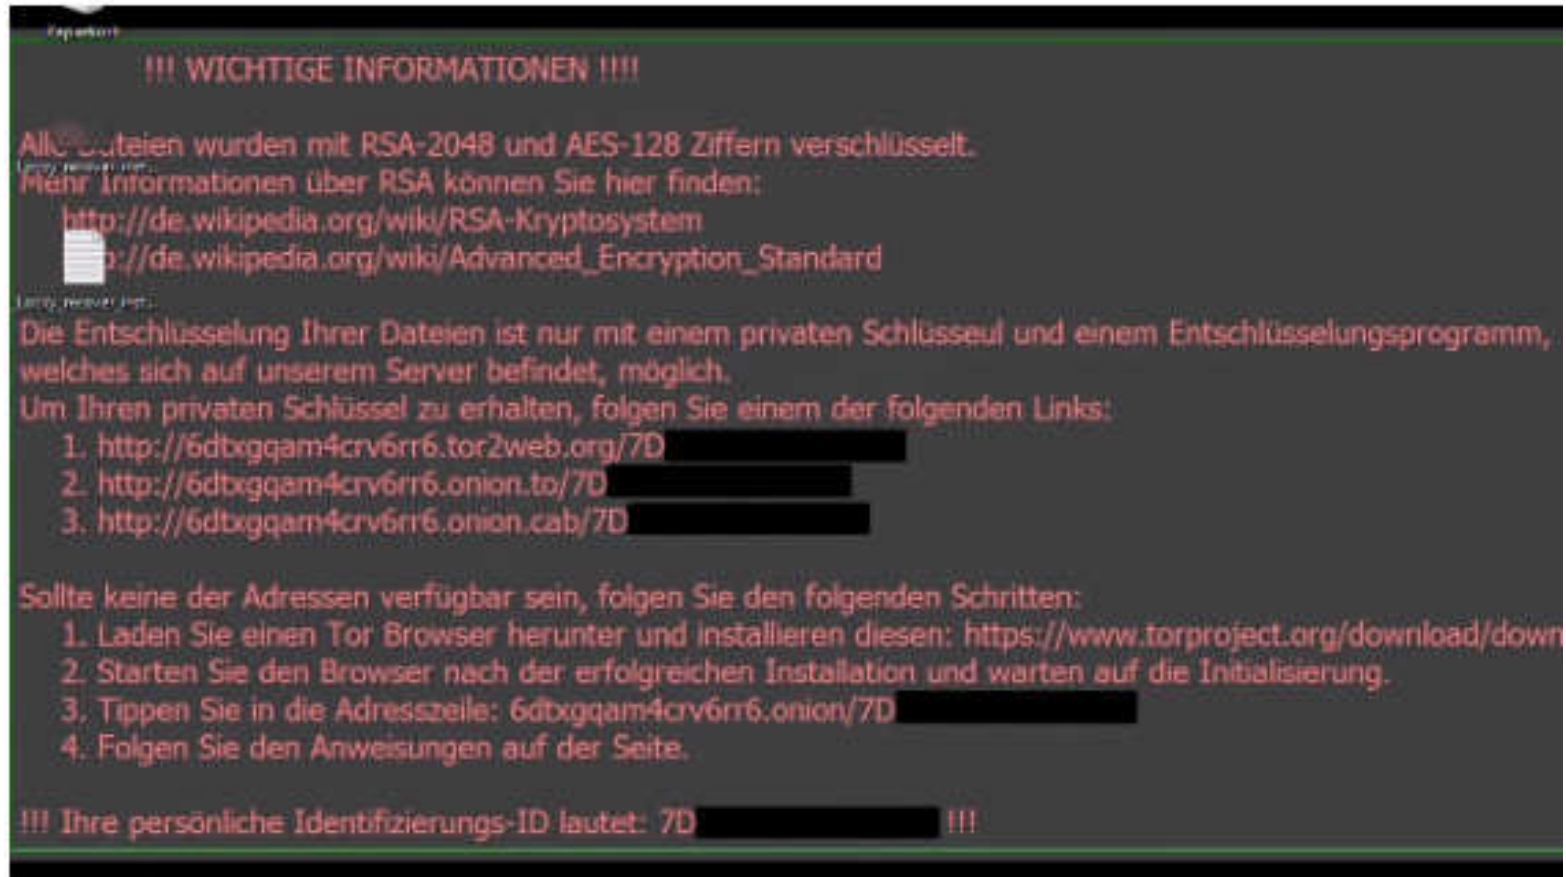 !!! WICHTIGE INFORMATIONEN !!!!
Alle Dateien wurden mit RSA-2048 und AES-128 Ziffern verschlüsselt.
Mehr Informationen über RSA können Sie hier finden:
http://de.wikipedia.org/wiki/RSA-Kryptosystem
p://de.wikipedia.org/wiki/Advanced_Encryption_Standard
Die Entschlüsselung Ihrer Dateien ist nur mit einem privaten Schlüsseul und einem Entschlüsselungsprogramm,
welches sich auf unserem Server befindet, möglich.
Um Ihren privaten Schlüssel zu erhalten, folgen Sie einem der folgenden Links:
1. http://6dtxgqam4crv6rr6.tor2web.org/7D
2. http://6dtxgqam4crv6rr6.onion.to/7D
3. http://6dtxgqam4crv6rr6.onion.cab/7D
Sollte keine der Adressen verfügbar sein, folgen Sie den folgenden Schritten:
1. Laden Sie einen Tor Browser herunter und installieren diesen: https://www.torproject.org/download/down
2. Starten Sie den Browser nach der erfolgreichen Installation und warten auf die Initialisierung.
3. Tippen Sie in die Adresszeile: 6dtxgqam4crv6rr6.onion/7D
4. Folgen Sie den Anweisungen auf der Seite.
!!! Ihre persönliche Identifizierungs-ID lautet: 7D !!!